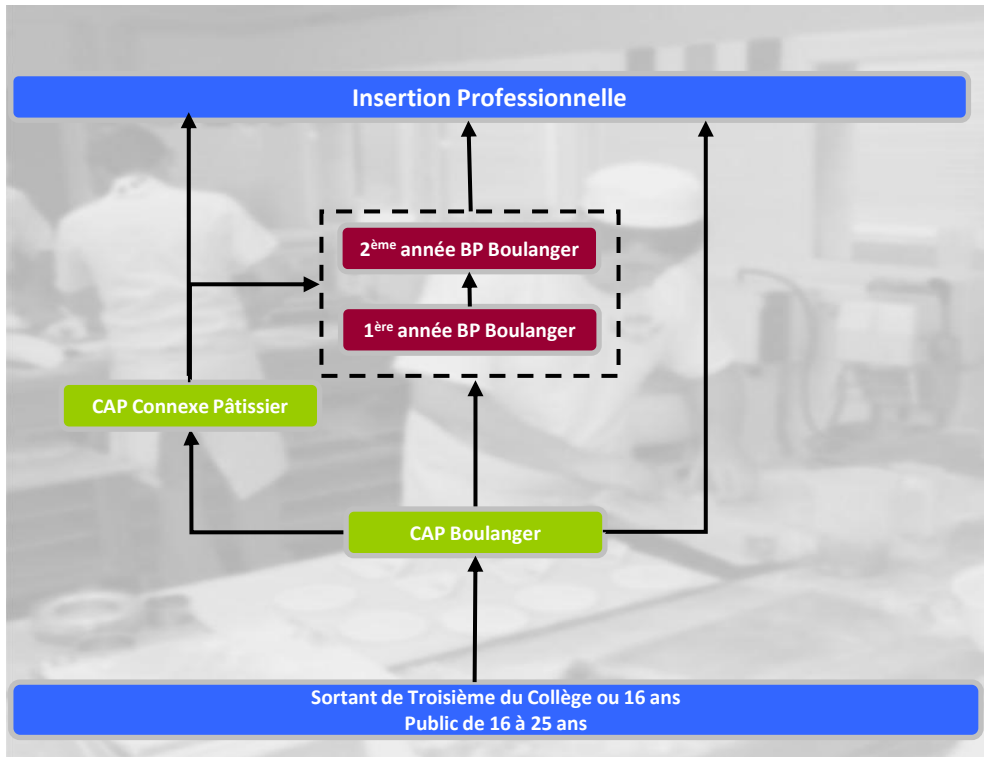 Insertion Professionnelle
2ème année BP Boulanger
1ère année BP Boulanger
CAP Connexe Pâtissier
CAP Boulanger
Sortant de Troisième du Collège ou 16 ans
Public de 16 à 25 ans